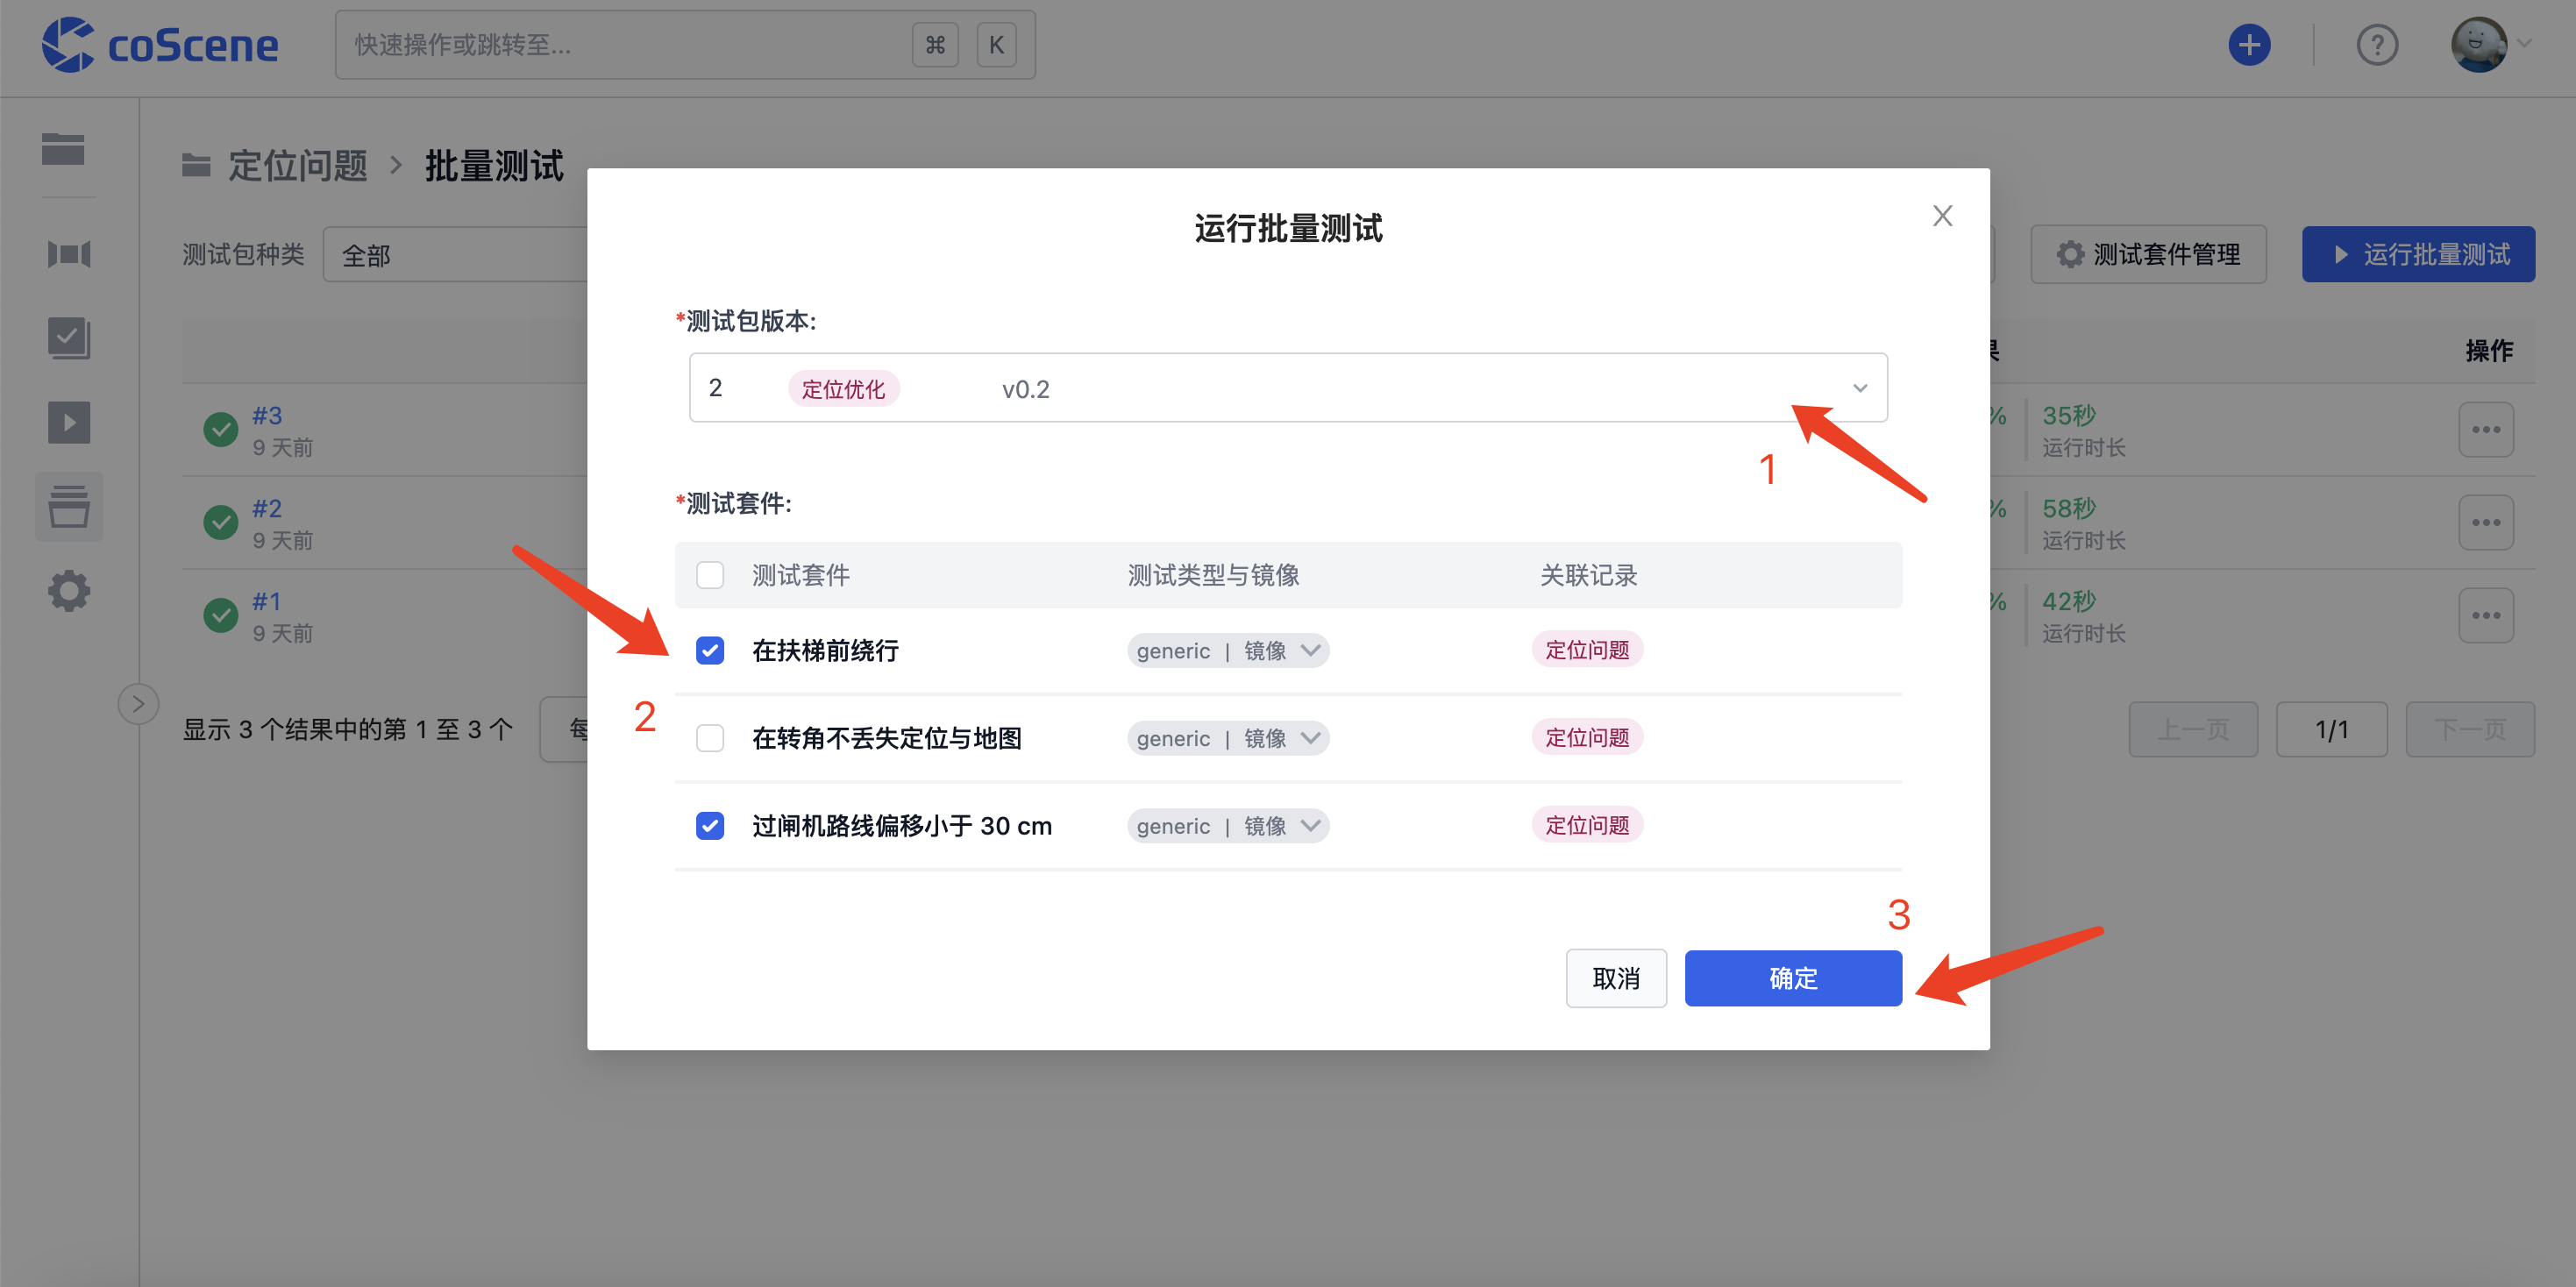 coScene
快速操作或跳转至...
⌘ K
定位问题 > 批量测试
测试包种类 全部
测试套件管理
运行批量测试
果 操作
#3
9 天前
% 35秒
运行时长
#2
9 天前
% 58秒
运行时长
#1
9 天前
% 42秒
运行时长
显示 3 个结果中的第 1 至 3 个
每
上一页 1/1 下一页
运行批量测试
*测试包版本:
2 定位优化 v0.2
1
*测试套件:
测试套件 测试类型与镜像 关联记录
在扶梯前绕行 generic | 镜像 定位问题
2
在转角不丢失定位与地图 generic | 镜像 定位问题
过闸机路线偏移小于 30 cm generic | 镜像 定位问题
3
取消 确定